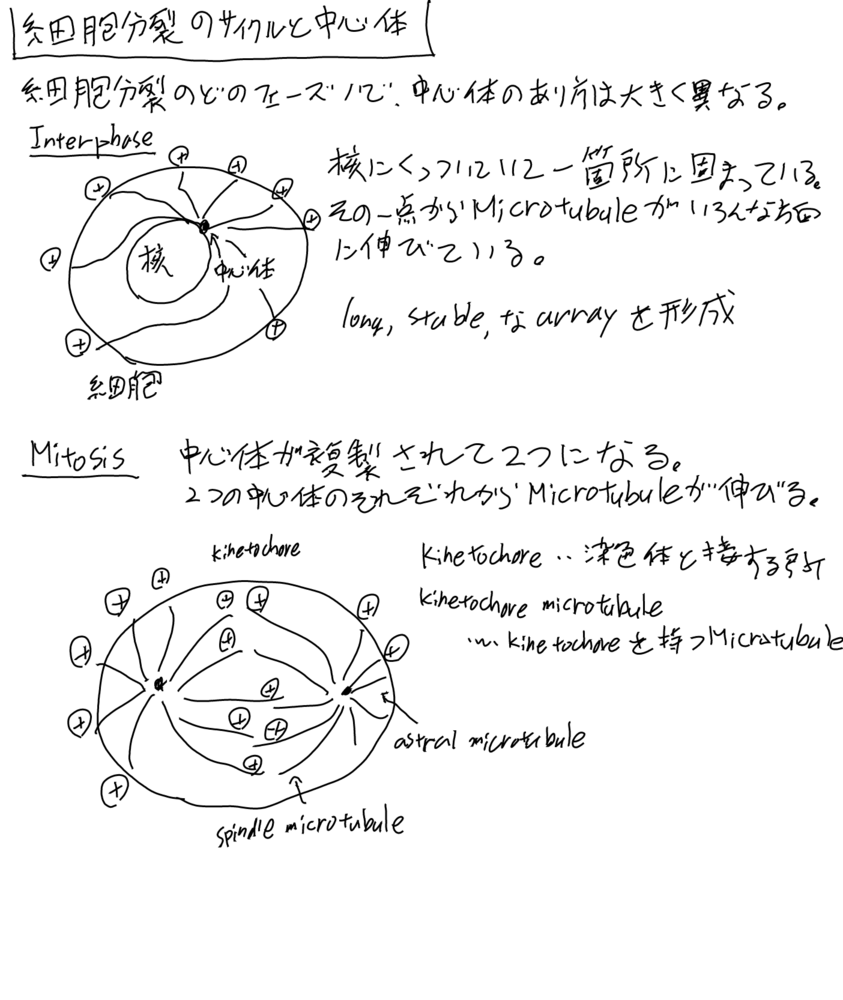 細胞分裂のサイクルと中心体
細胞分裂のどのフェーズかで、中心体のあり方は大きく異なる。
Interphase
核にくっついていて一箇所に固まっている。
その一点からMicrotubuleがいろんな方面
に伸びている。
long, stable, な array を形成
+ + + + + + + +
核
中心体
細胞
Mitosis 中心体が複製されて2つになる。
2つの中心体のそれぞれからMicrotubuleが伸びる。
kinetochore
Kinetochore ‥ 染色体と接する所
kinetochore microtubule
… kinetochoreを持つMicrotubule
+ + + + + + + + + + + + + +
astral microtubule
spindle microtubule